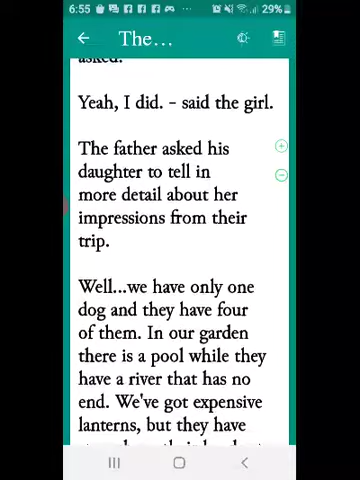 6:55
29%
The...
asked.
Yeah, I did. - said the girl.
The father asked his
daughter to tell in
more detail about her
impressions from their
trip.
Well...we have only one
dog and they have four
of them. In our garden
there is a pool while they
have a river that has no
end. We've got expensive
lanterns, but they have